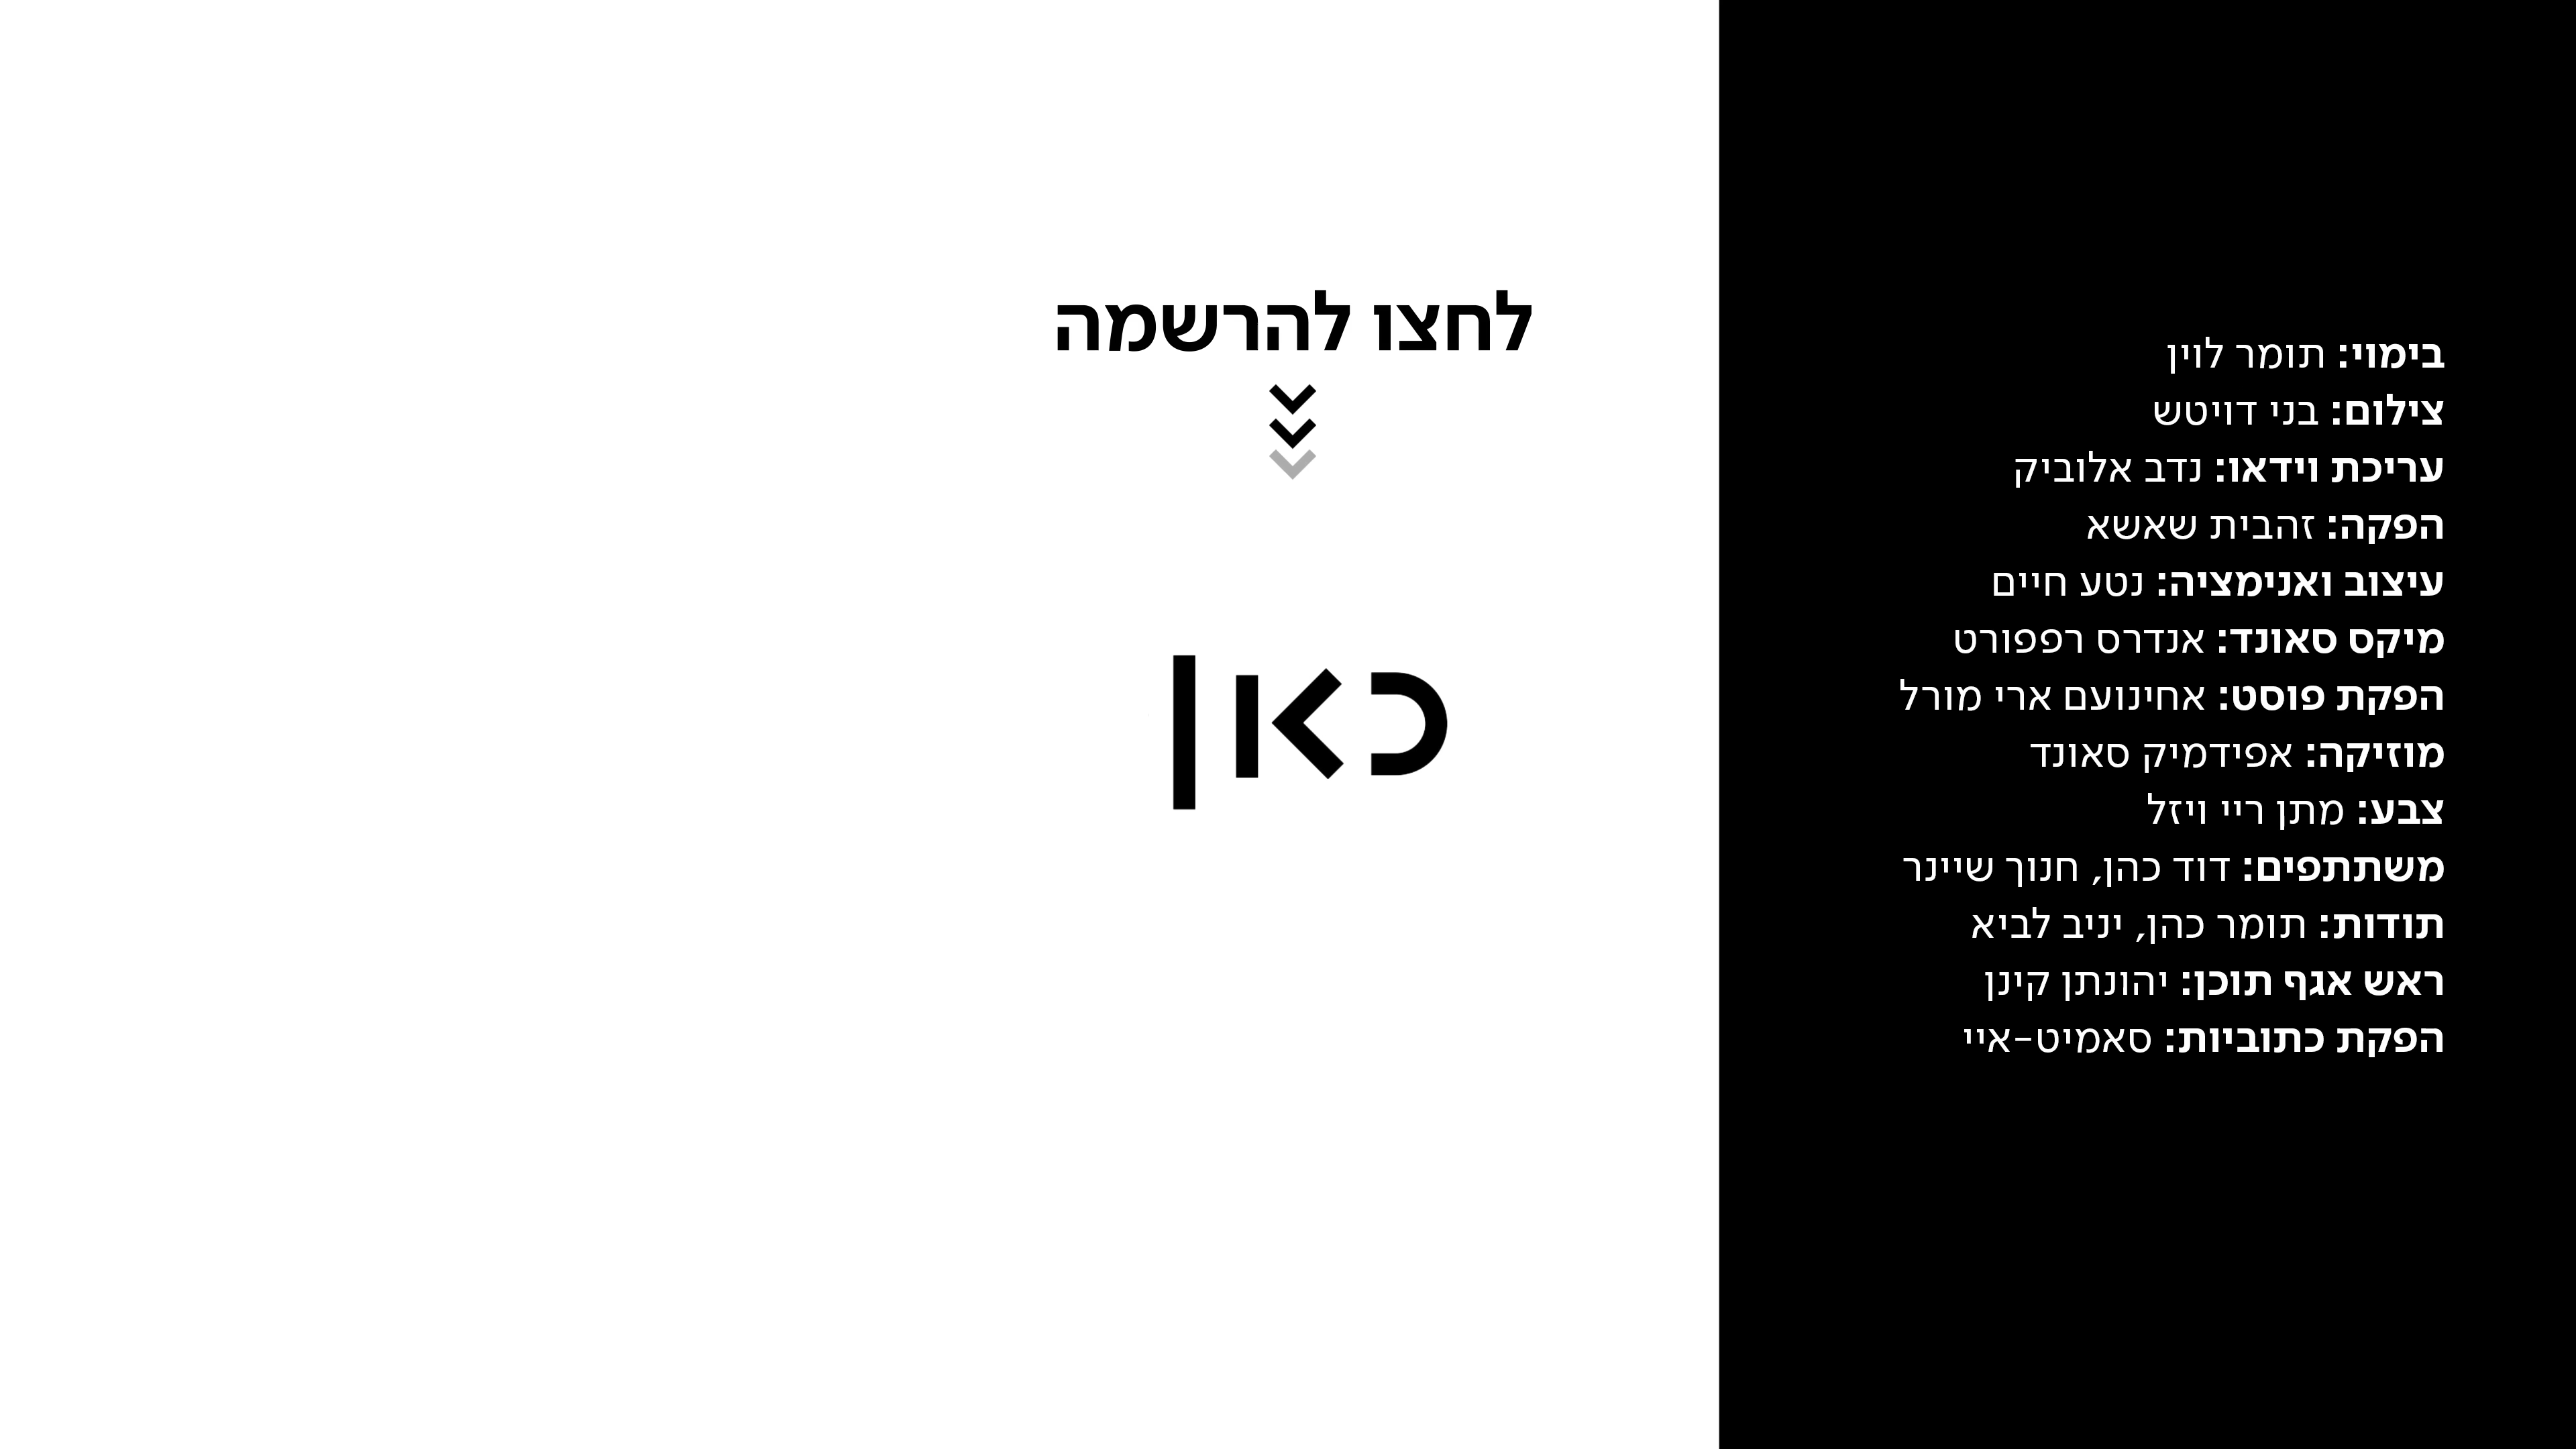 לחצו להרשמה
כאן
בימוי: תומר לוין
צילום: בני דויטש
עריכת וידאו: נדב אלוביק
הפקה: זהבית שאשא
עיצוב ואנימציה: נטע חיים
מיקס סאונד: אנדרס רפפורט
הפקת פוסט: אחינועם ארי מורל
מוזיקה: אפידמיק סאונד
צבע: מתן ריי ויזל
משתתפים: דוד כהן, חנוך שיינר
תודות: תומר כהן, יניב לביא
ראש אגף תוכן: יהונתן קינן
הפקת כתוביות: סאמיט-איי